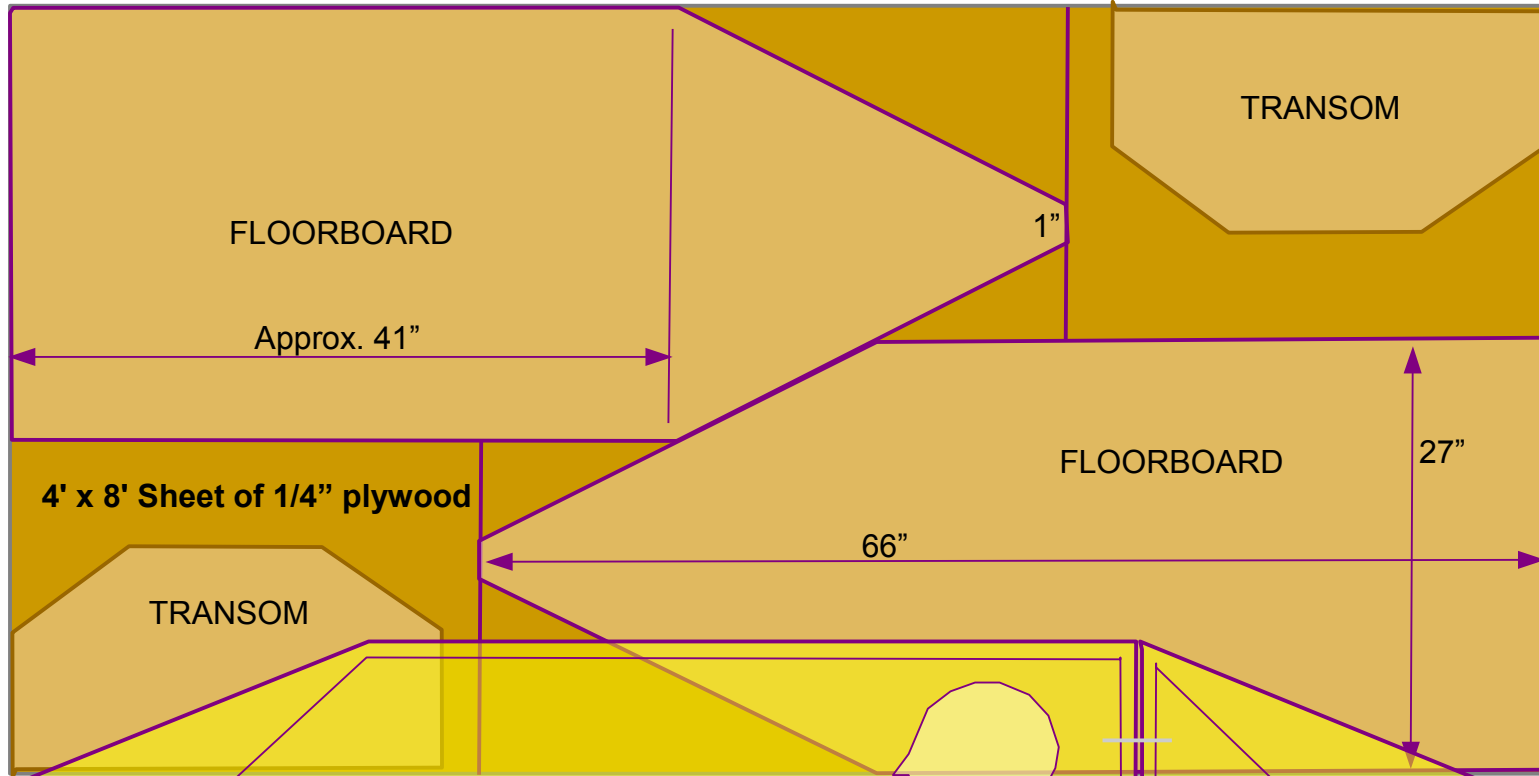 TRANSOM
1”
FLOORBOARD
Approx. 41”
FLOORBOARD
27”
4' x 8' Sheet of 1/4” plywood
66”
TRANSOM